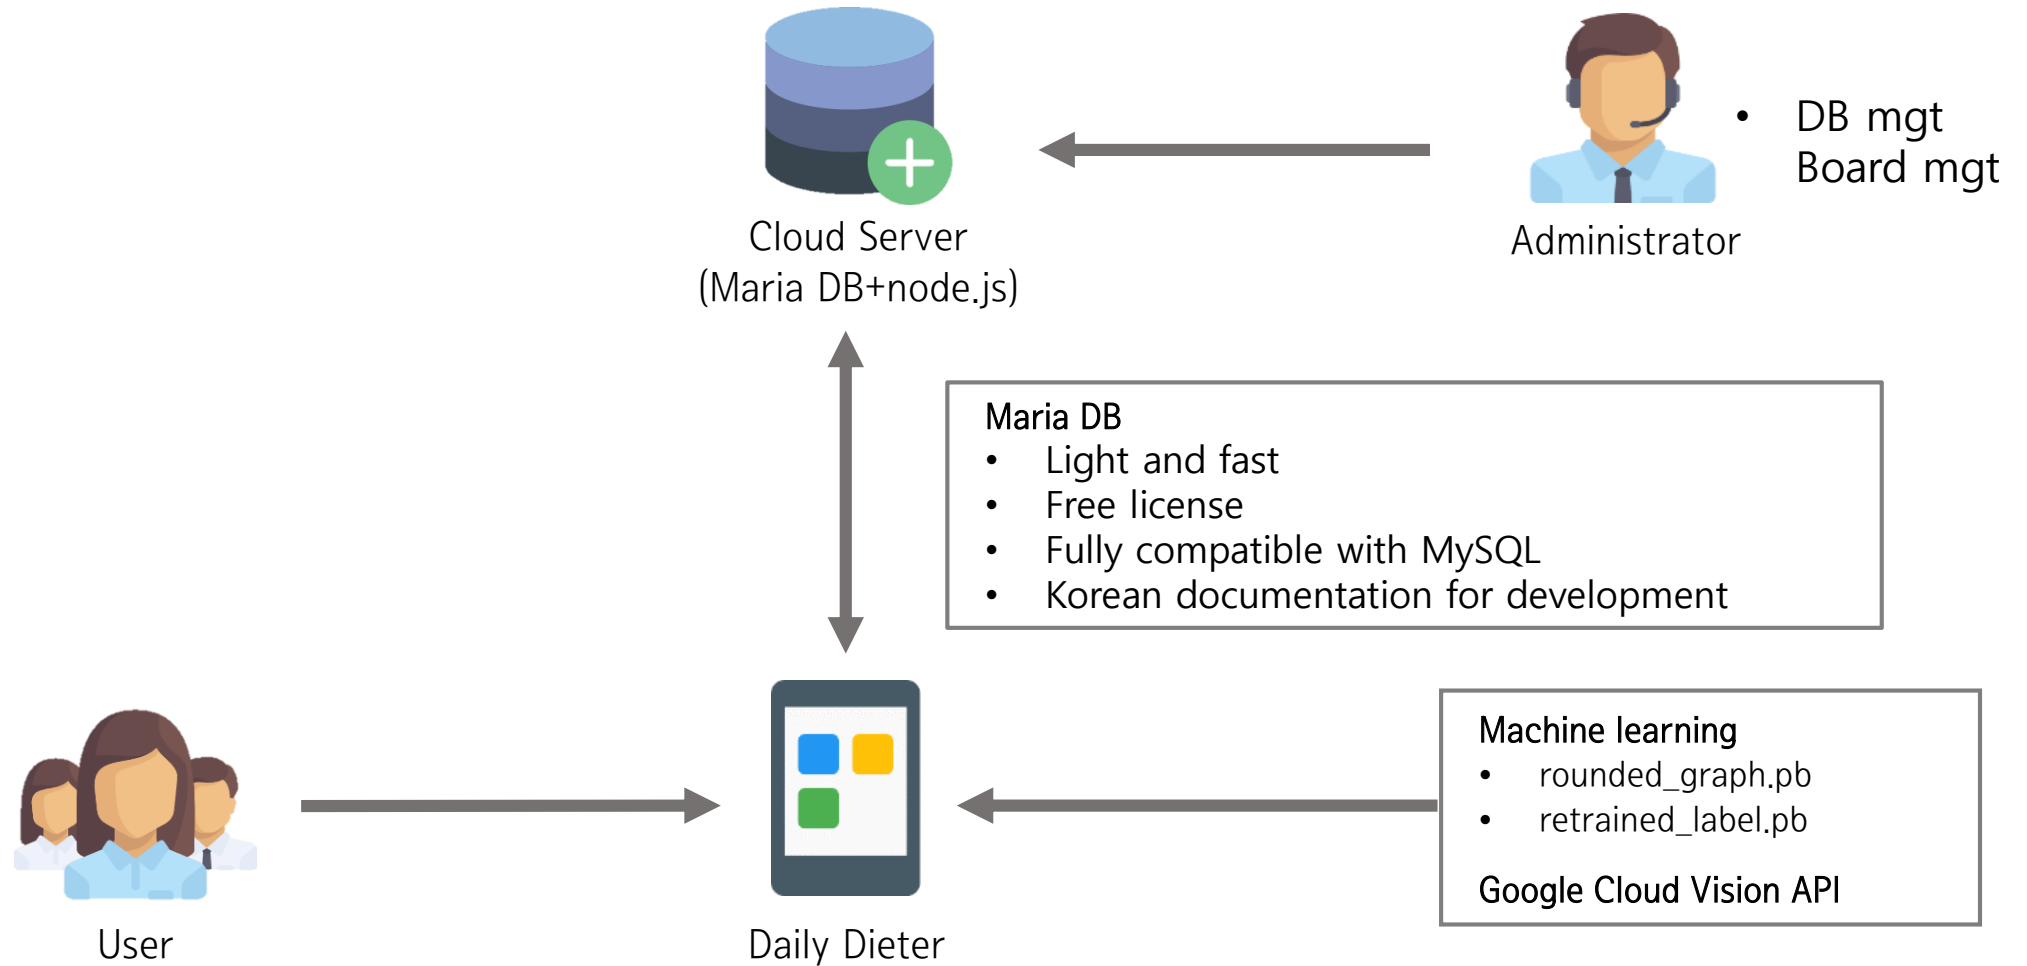 • DB mgt
Board mgt
Cloud Server
(Maria DB+node.js)
Administrator
Maria DB
• Light and fast
• Free license
• Fully compatible with MySQL
• Korean documentation for development
Machine learning
• rounded_graph.pb
• retrained_label.pb
Google Cloud Vision API
User
Daily Dieter